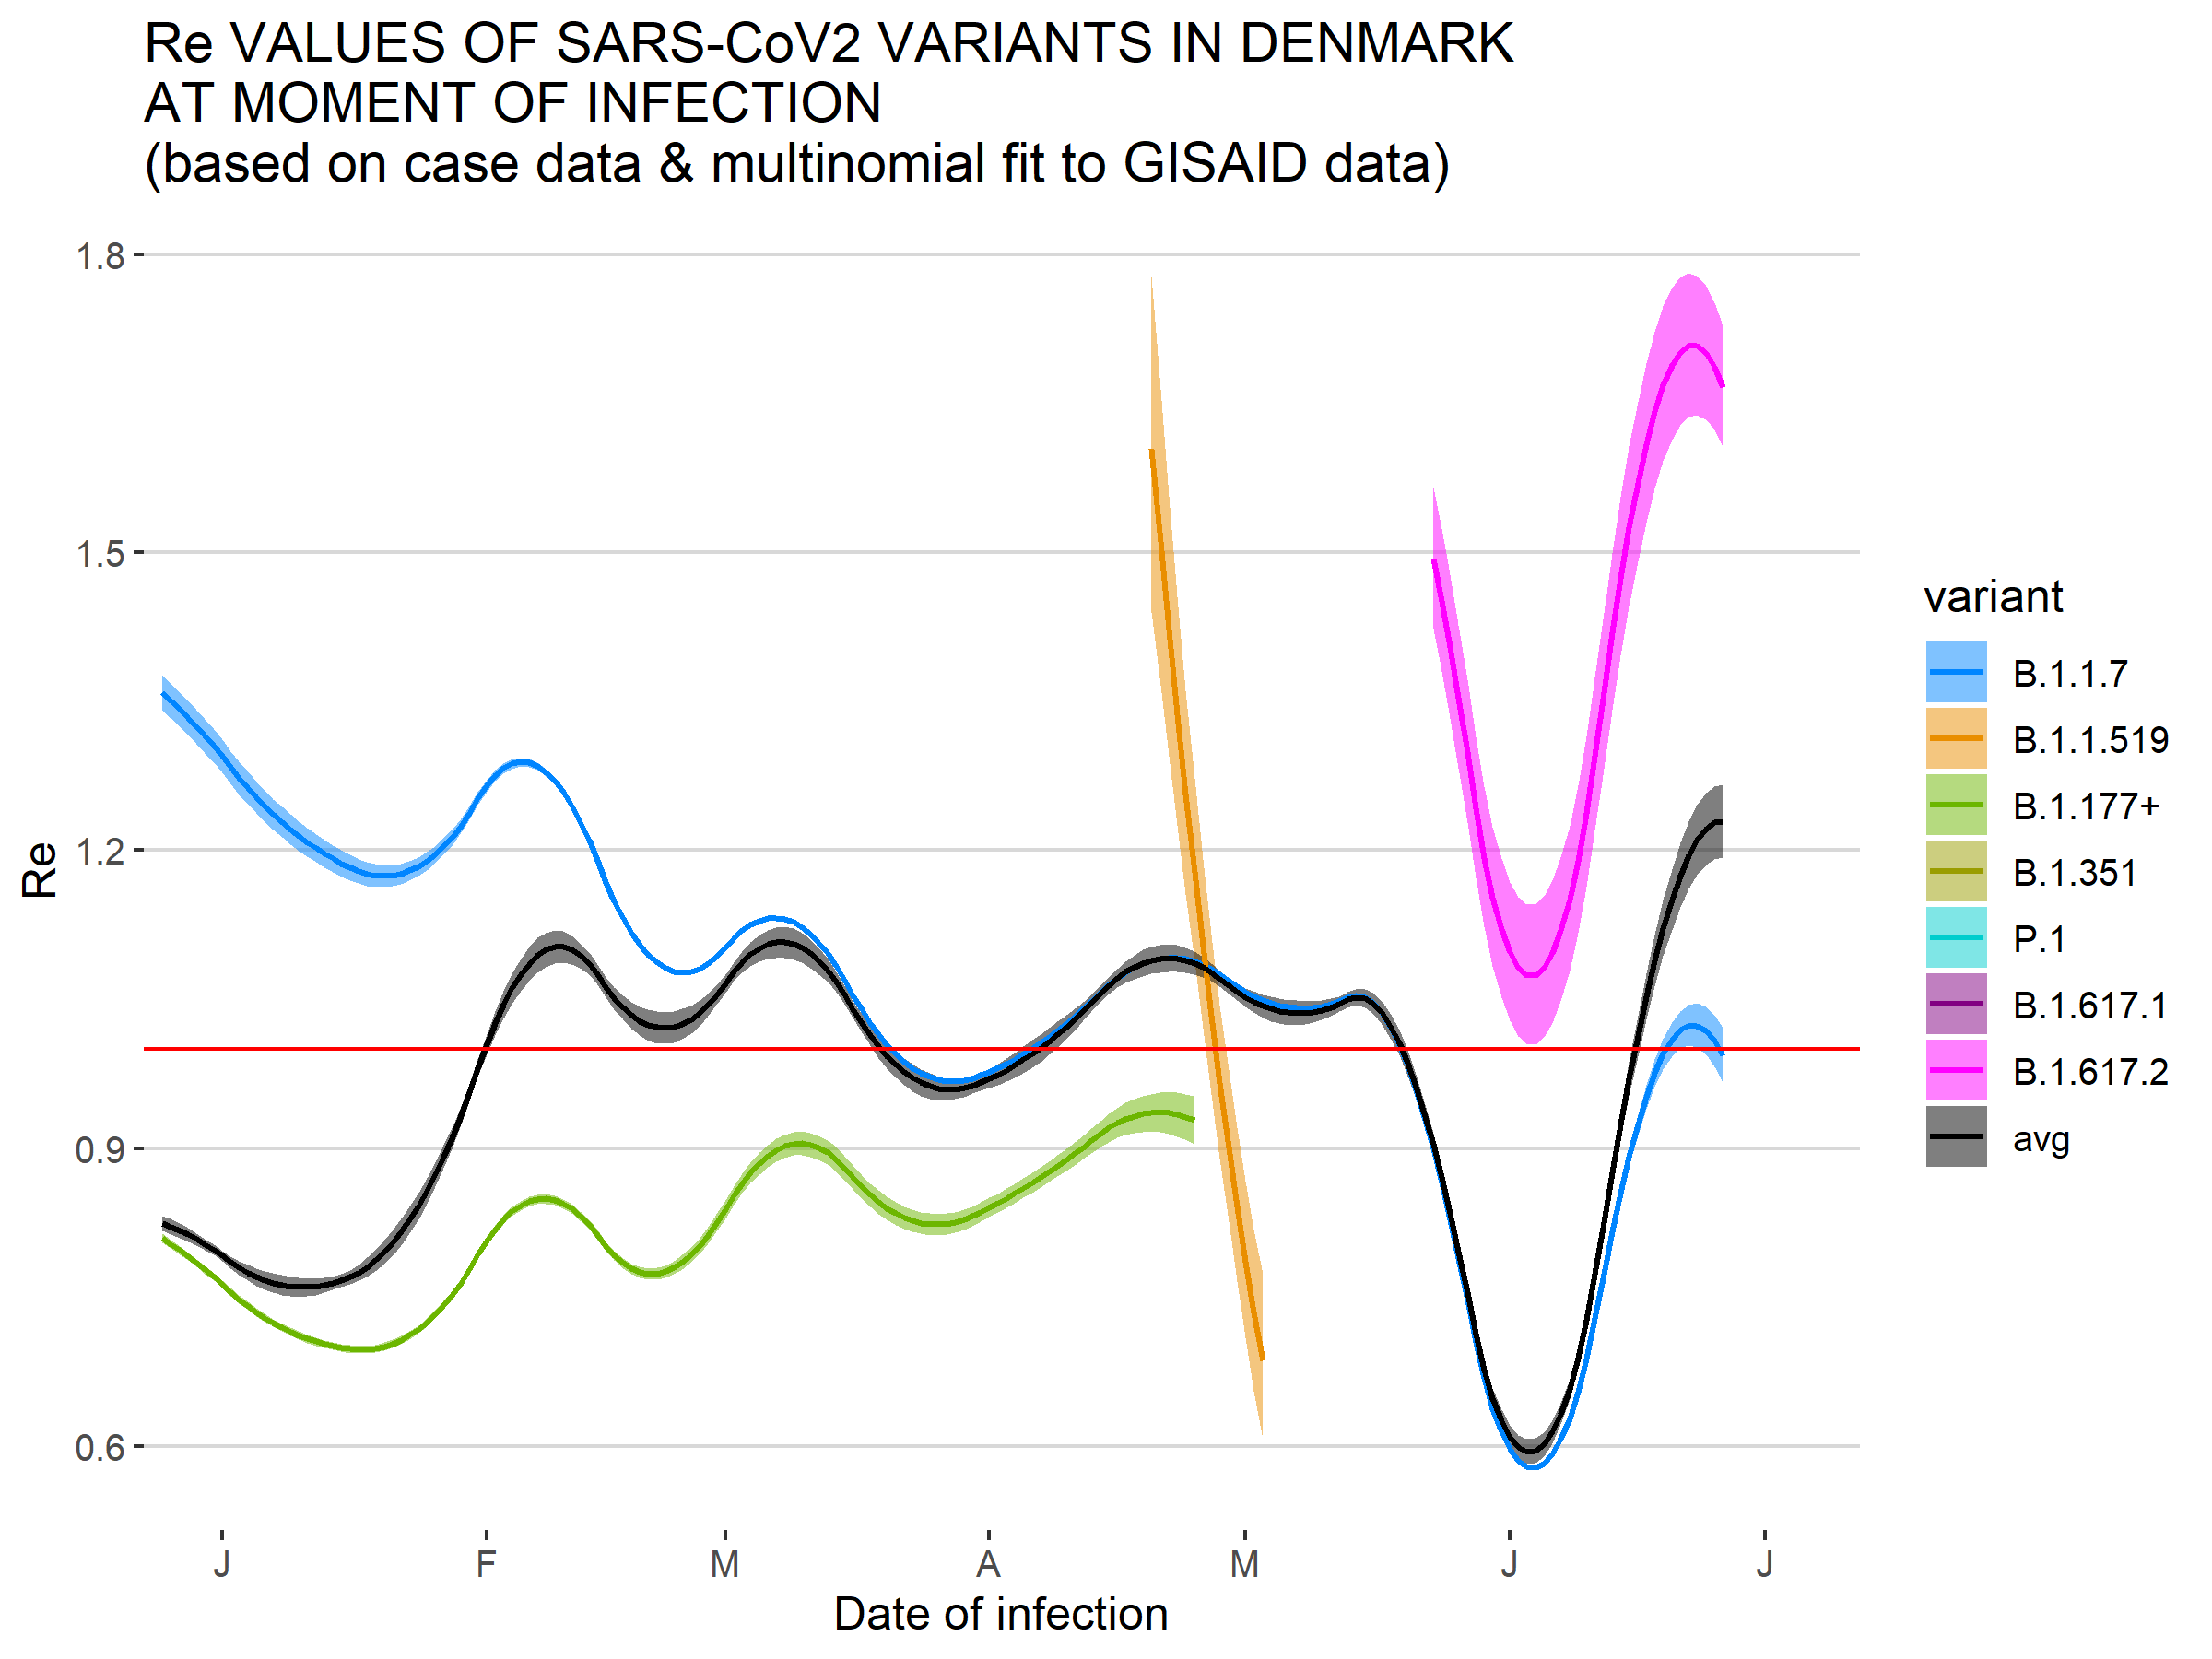 Re VALUES OF SARS-CoV2 VARIANTS IN DENMARK
AT MOMENT OF INFECTION
(based on case data & multinomial fit to GISAID data)
1.8
1.5
1.2
0.9
0.6
Re
J F M A M J J
Date of infection
variant
B.1.1.7
B.1.1.519
B.1.177+
B.1.351
P.1
B.1.617.1
B.1.617.2
avg